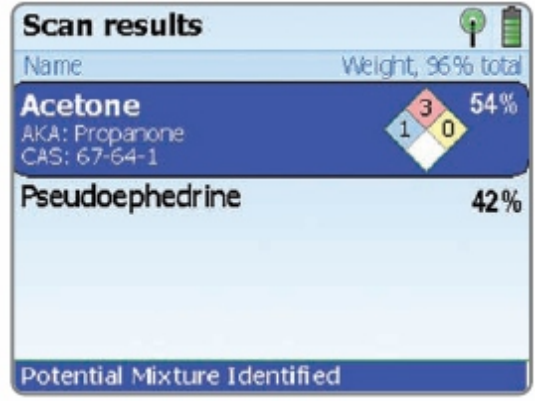 Scan results
Name Weight, 96% total
Acetone 54%
AKA: Propanone
CAS: 67-64-1
3
1 0
Pseudoephedrine 42%
Potential Mixture Identified